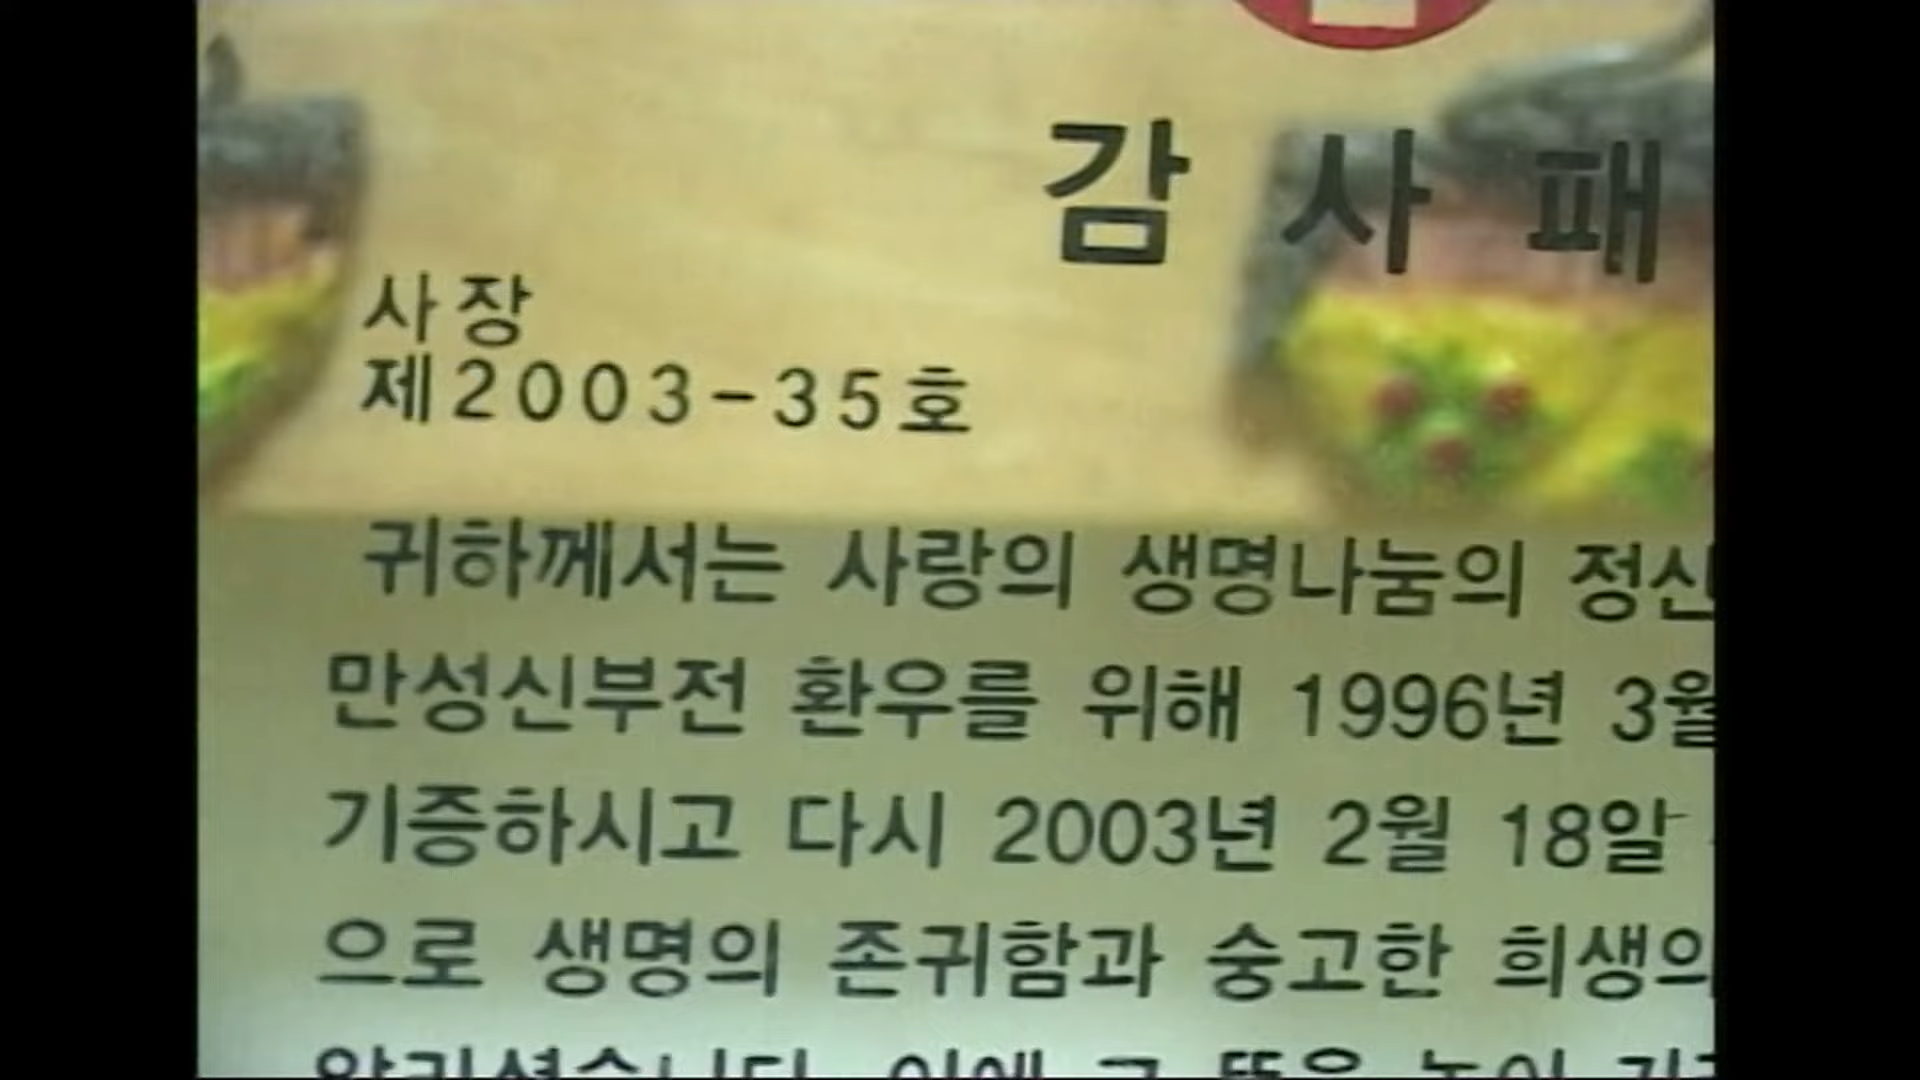 감 사 패
사장
제2003-35호
귀하께서는 사랑의 생명나눔의 정신
만성신부전 환우를 위해 1996년 3월
기증하시고 다시 2003년 2월 18일
으로 생명의 존귀함과 숭고한 희생의